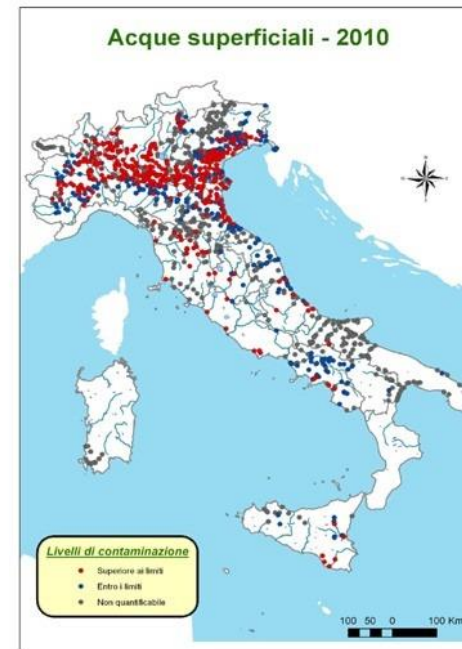 Acque superficiali - 2010
Livelli di contaminazione
Superiore ai limiti
Entro i limiti
Non quantificabile
100 50 0 100 Km